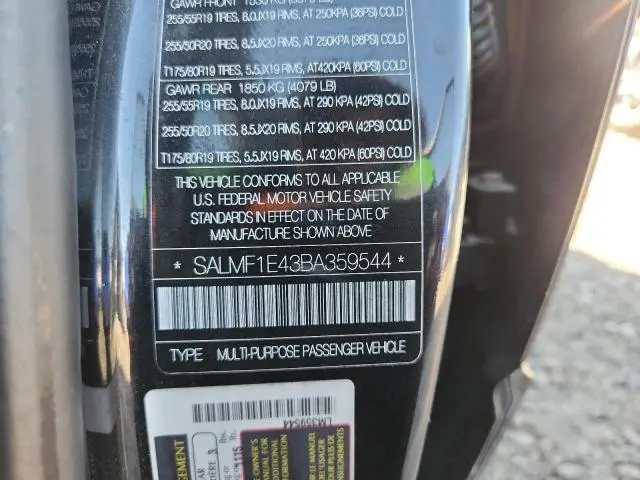 255/55R19 TIRES, 8.0JX19 RIMS, AT 250KPA (36PSI) COLD
255/50R20 TIRES, 8.5JX20 RIMS, AT 250KPA (36PSI) COLD
T175/80R19 TIRES, 5.5JX19 RIMS, AT420KPA (60PSI) COLD
GAWR REAR 1850 KG (4079 LB)
255/55R19 TIRES, 8.0JX19 RIMS, AT 290 KPA (42PSI) COLD
255/50R20 TIRES, 8.5JX20 RIMS, AT 290 KPA (42PSI) COLD
T175/80R19 TIRES, 5.5JX19 RIMS, AT 420 KPA (60PSI) COLD
THIS VEHICLE CONFORMS TO ALL APPLICABLE
U.S. FEDERAL MOTOR VEHICLE SAFETY
STANDARDS IN EFFECT ON THE DATE OF
MANUFACTURE SHOWN ABOVE
* SALMF1E43BA359544 *
TYPE MULTI-PURPOSE PASSENGER VEHICLE
LM359544